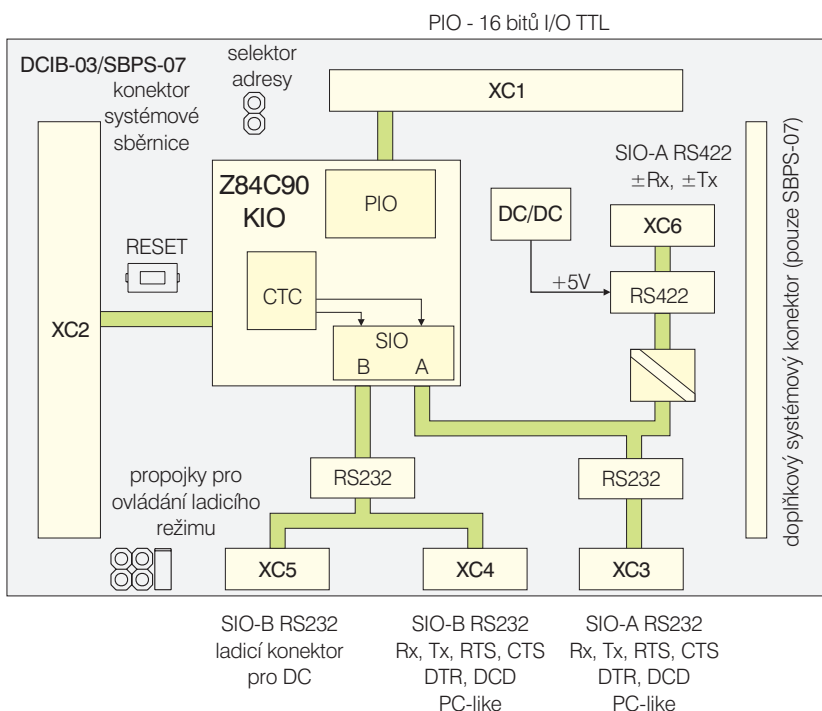 PIO - 16 bitů I/O TTL
DCIB-03/SBPS-07
konektor
systémové
sběrnice
selektor
adresy
XC1
SIO-A RS422
±Rx, ±Tx
Z84C90
KIO
PIO
DC/DC
XC6
RESET
+5V
RS422
CTC
XC2
SIO
B A
doplňkový systémový konektor (pouze SBPS-07)
propojky pro
ovládání ladicího
režimu
RS232
RS232
XC5
XC4
XC3
SIO-B RS232
ladicí konektor
pro DC
SIO-B RS232
Rx, Tx, RTS, CTS
DTR, DCD
PC-like
SIO-A RS232
Rx, Tx, RTS, CTS
DTR, DCD
PC-like